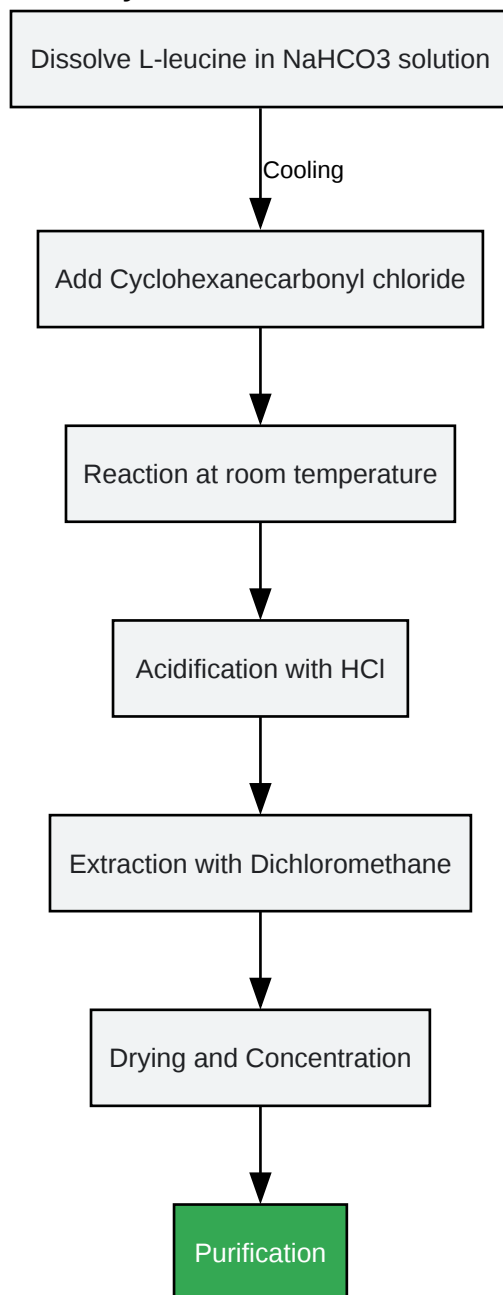 Dissolve L-leucine in NaHCO3 solution
Cooling
Add Cyclohexanecarbonyl chloride
Reaction at room temperature
Acidification with HCl
Extraction with Dichloromethane
Drying and Concentration
Purification